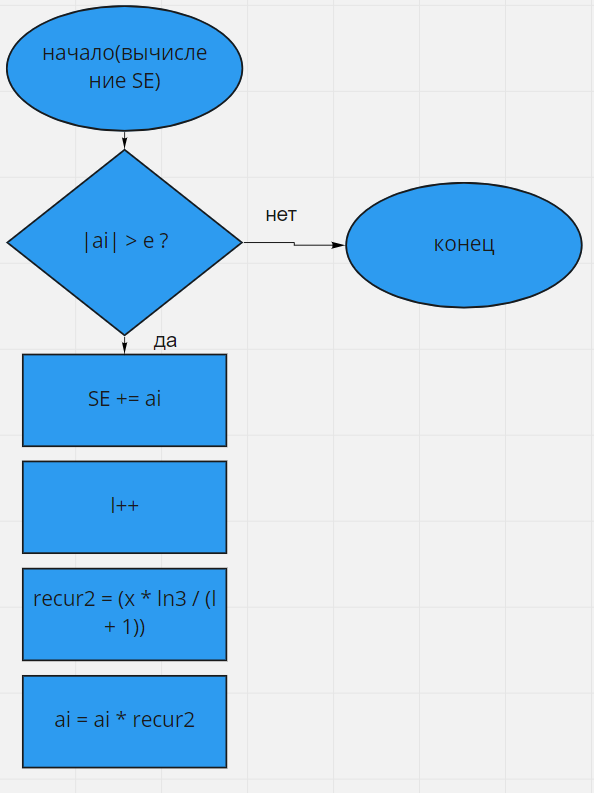 начало(вычисле
ние SE)
|ai| > e ?
нет
конец
да
SE += ai
I++
recur2 = (x * ln3 / (I
+ 1))
ai = ai * recur2